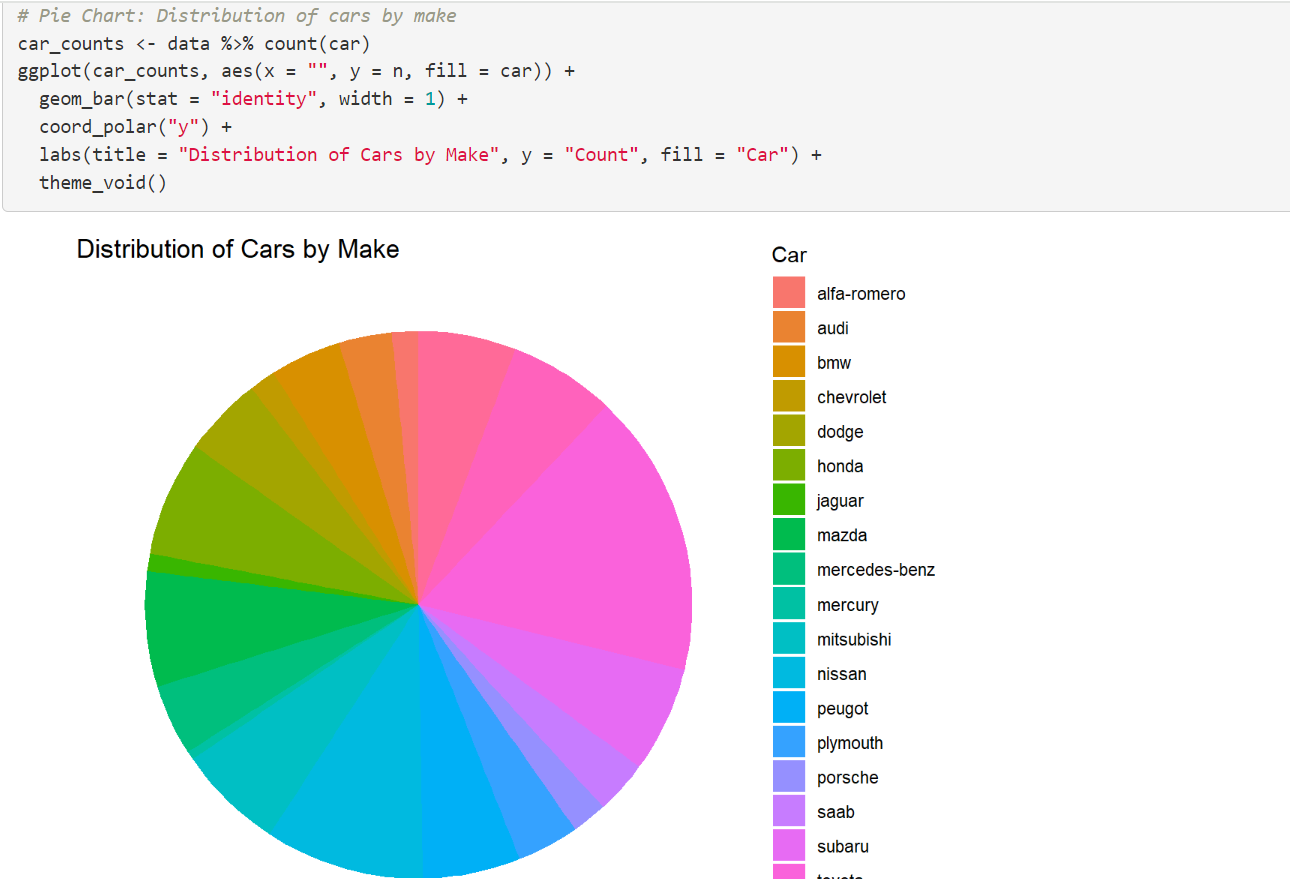 # Pie Chart: Distribution of cars by make
car_counts <- data %>% count(car)
ggplot(car_counts, aes(x = "", y = n, fill = car)) +
  geom_bar(stat = "identity", width = 1) +
  coord_polar("y") +
  labs(title = "Distribution of Cars by Make", y = "Count", fill = "Car") +
  theme_void()
Distribution of Cars by Make
Car
alfa-romero
audi
bmw
chevrolet
dodge
honda
jaguar
mazda
mercedes-benz
mercury
mitsubishi
nissan
peugot
plymouth
porsche
saab
subaru